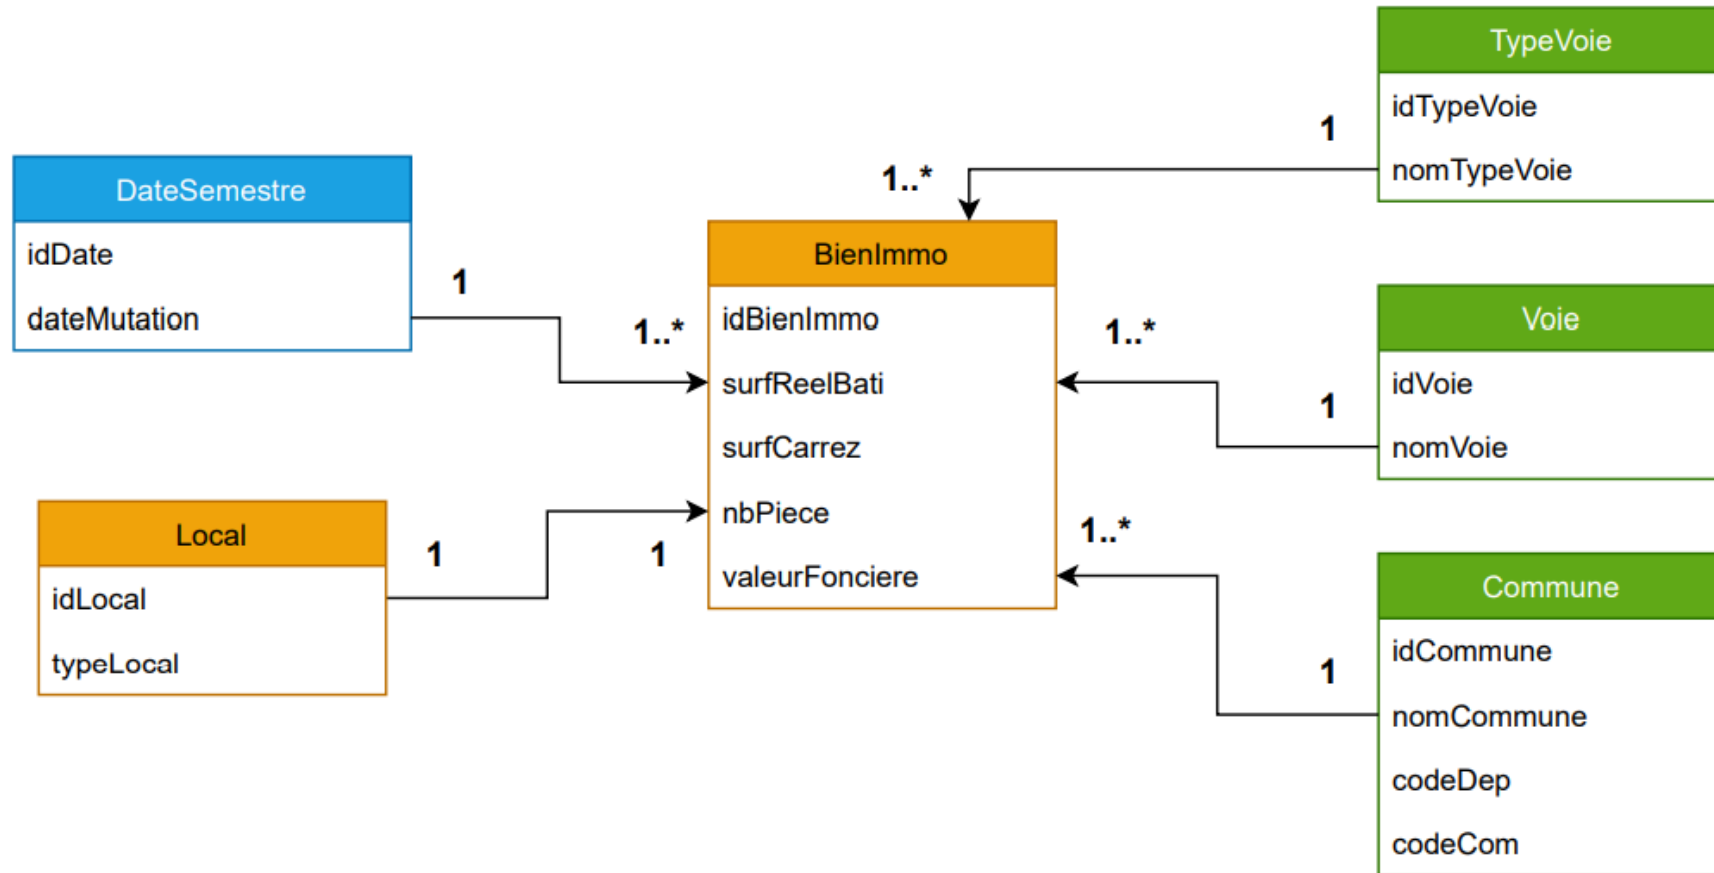 TypeVoie
idTypeVoie
nomTypeVoie
1
1..*
DateSemestre
idDate
dateMutation
1
1..*
BienImmo
idBienImmo
surfReelBati
surfCarrez
nbPiece
valeurFonciere
1..*
1
Voie
idVoie
nomVoie
Local
idLocal
typeLocal
1
1
1..*
1
Commune
idCommune
nomCommune
codeDep
codeCom